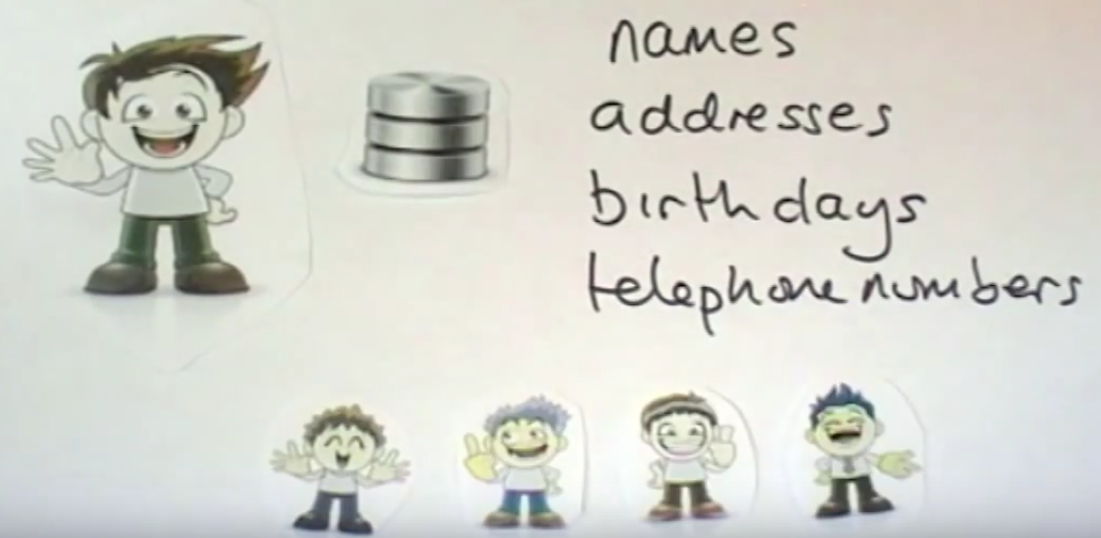 names
addresses
birthdays
telephone numbers